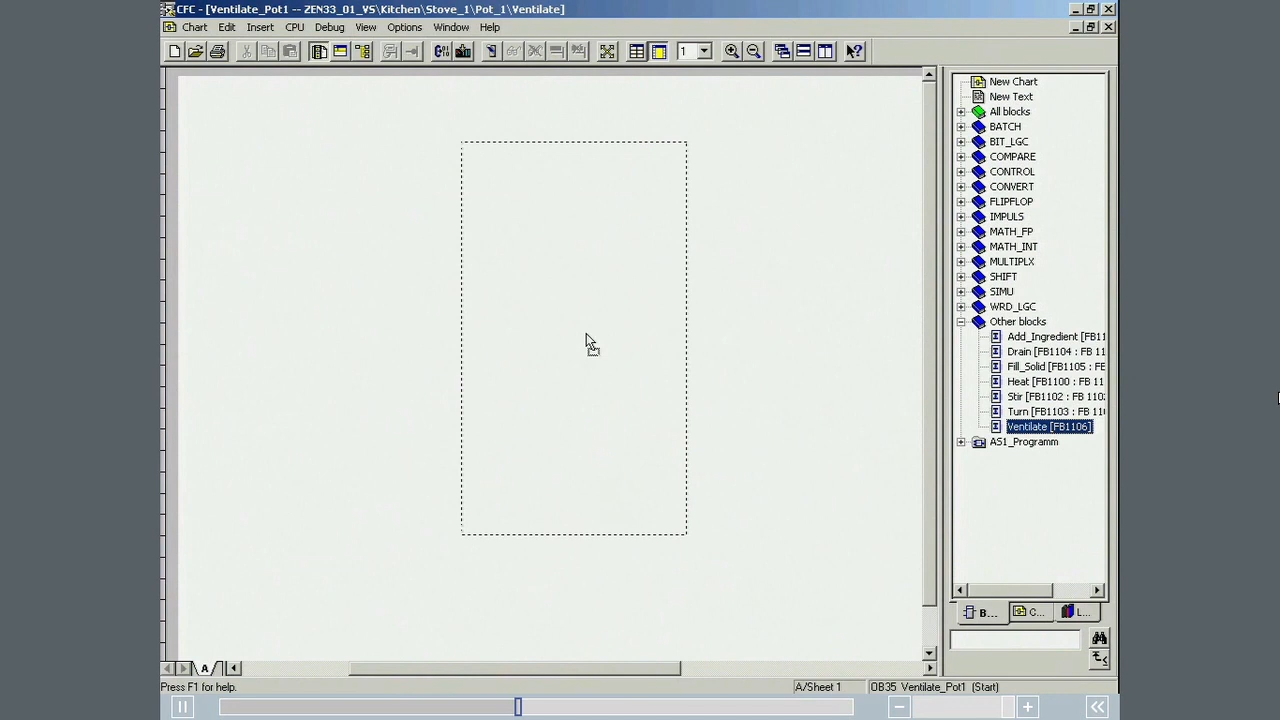 CFC - [Ventilate_Pot1 -- ZEN33_01_VS\Kitchen\Stove_1\Pot_1\Ventilate]
Chart Edit Insert CPU Debug View Options Window Help
1
New Chart
New Text
All blocks
BATCH
BIT_LGC
COMPARE
CONTROL
CONVERT
FLIPFLOP
IMPULS
MATH_FP
MATH_INT
MULTIPLX
SHIFT
SIMU
WRD_LGC
Other blocks
Add_Ingredient [FB11
Drain [FB1104 : FB 11
Fill_Solid [FB1105 : FB
Heat [FB1100 : FB 11
Stir [FB1102 : FB 110
Turn [FB1103 : FB 110
Ventilate [FB1106]
AS1_Programm
B... C... L...
A
Press F1 for help. A/Sheet 1 OB35 Ventilate_Pot1 (Start)